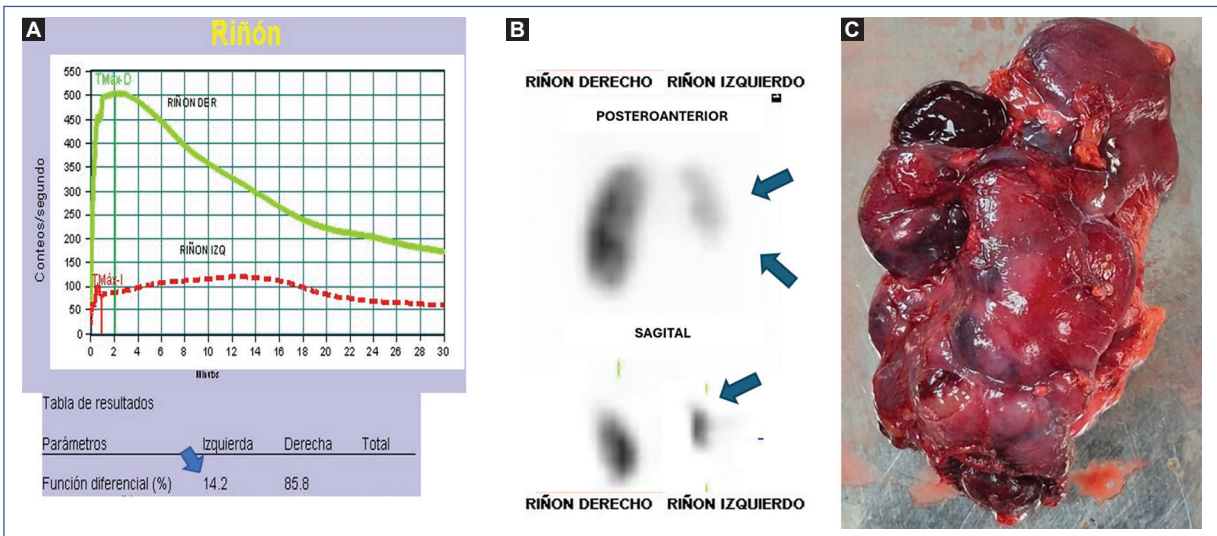 A
Riñón
550
500
450
400
350
300
250
200
150
100
50
0
Conteos/segundo
TMáx-D
RIÑON DER
RIÑON IZQ
TMáx-I
0 2 4 6 8 10 12 14 16 18 20 22 24 26 28 30
Tabla de resultados
Parámetros Izquierda Derecha Total
Función diferencial (%) 14.2 85.8
B
RIÑON DERECHO RIÑON IZQUIERDO
POSTEROANTERIOR
SAGITAL
RIÑON DERECHO RIÑON IZQUIERDO
C